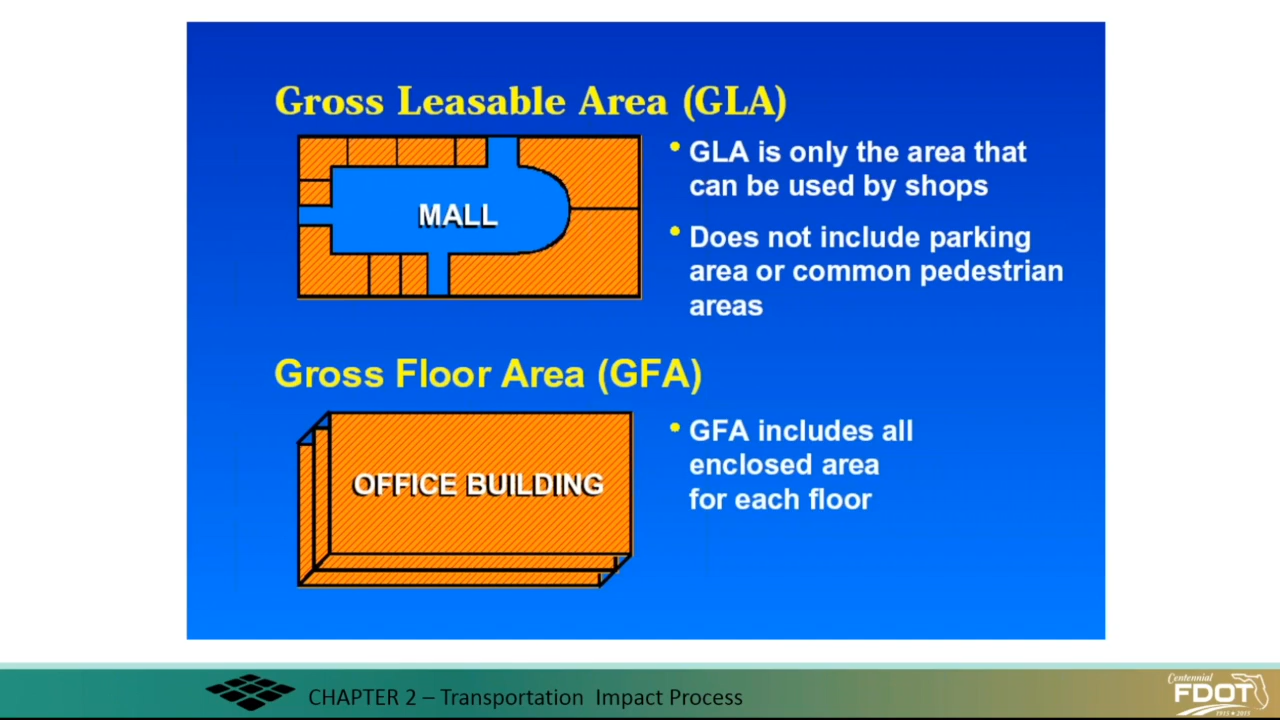 Gross Leasable Area (GLA)
MALL
• GLA is only the area that
can be used by shops
• Does not include parking
area or common pedestrian
areas
Gross Floor Area (GFA)
OFFICE BUILDING
• GFA includes all
enclosed area
for each floor
CHAPTER 2 – Transportation Impact Process
Centennial
FDOT
1915 ★ 2015